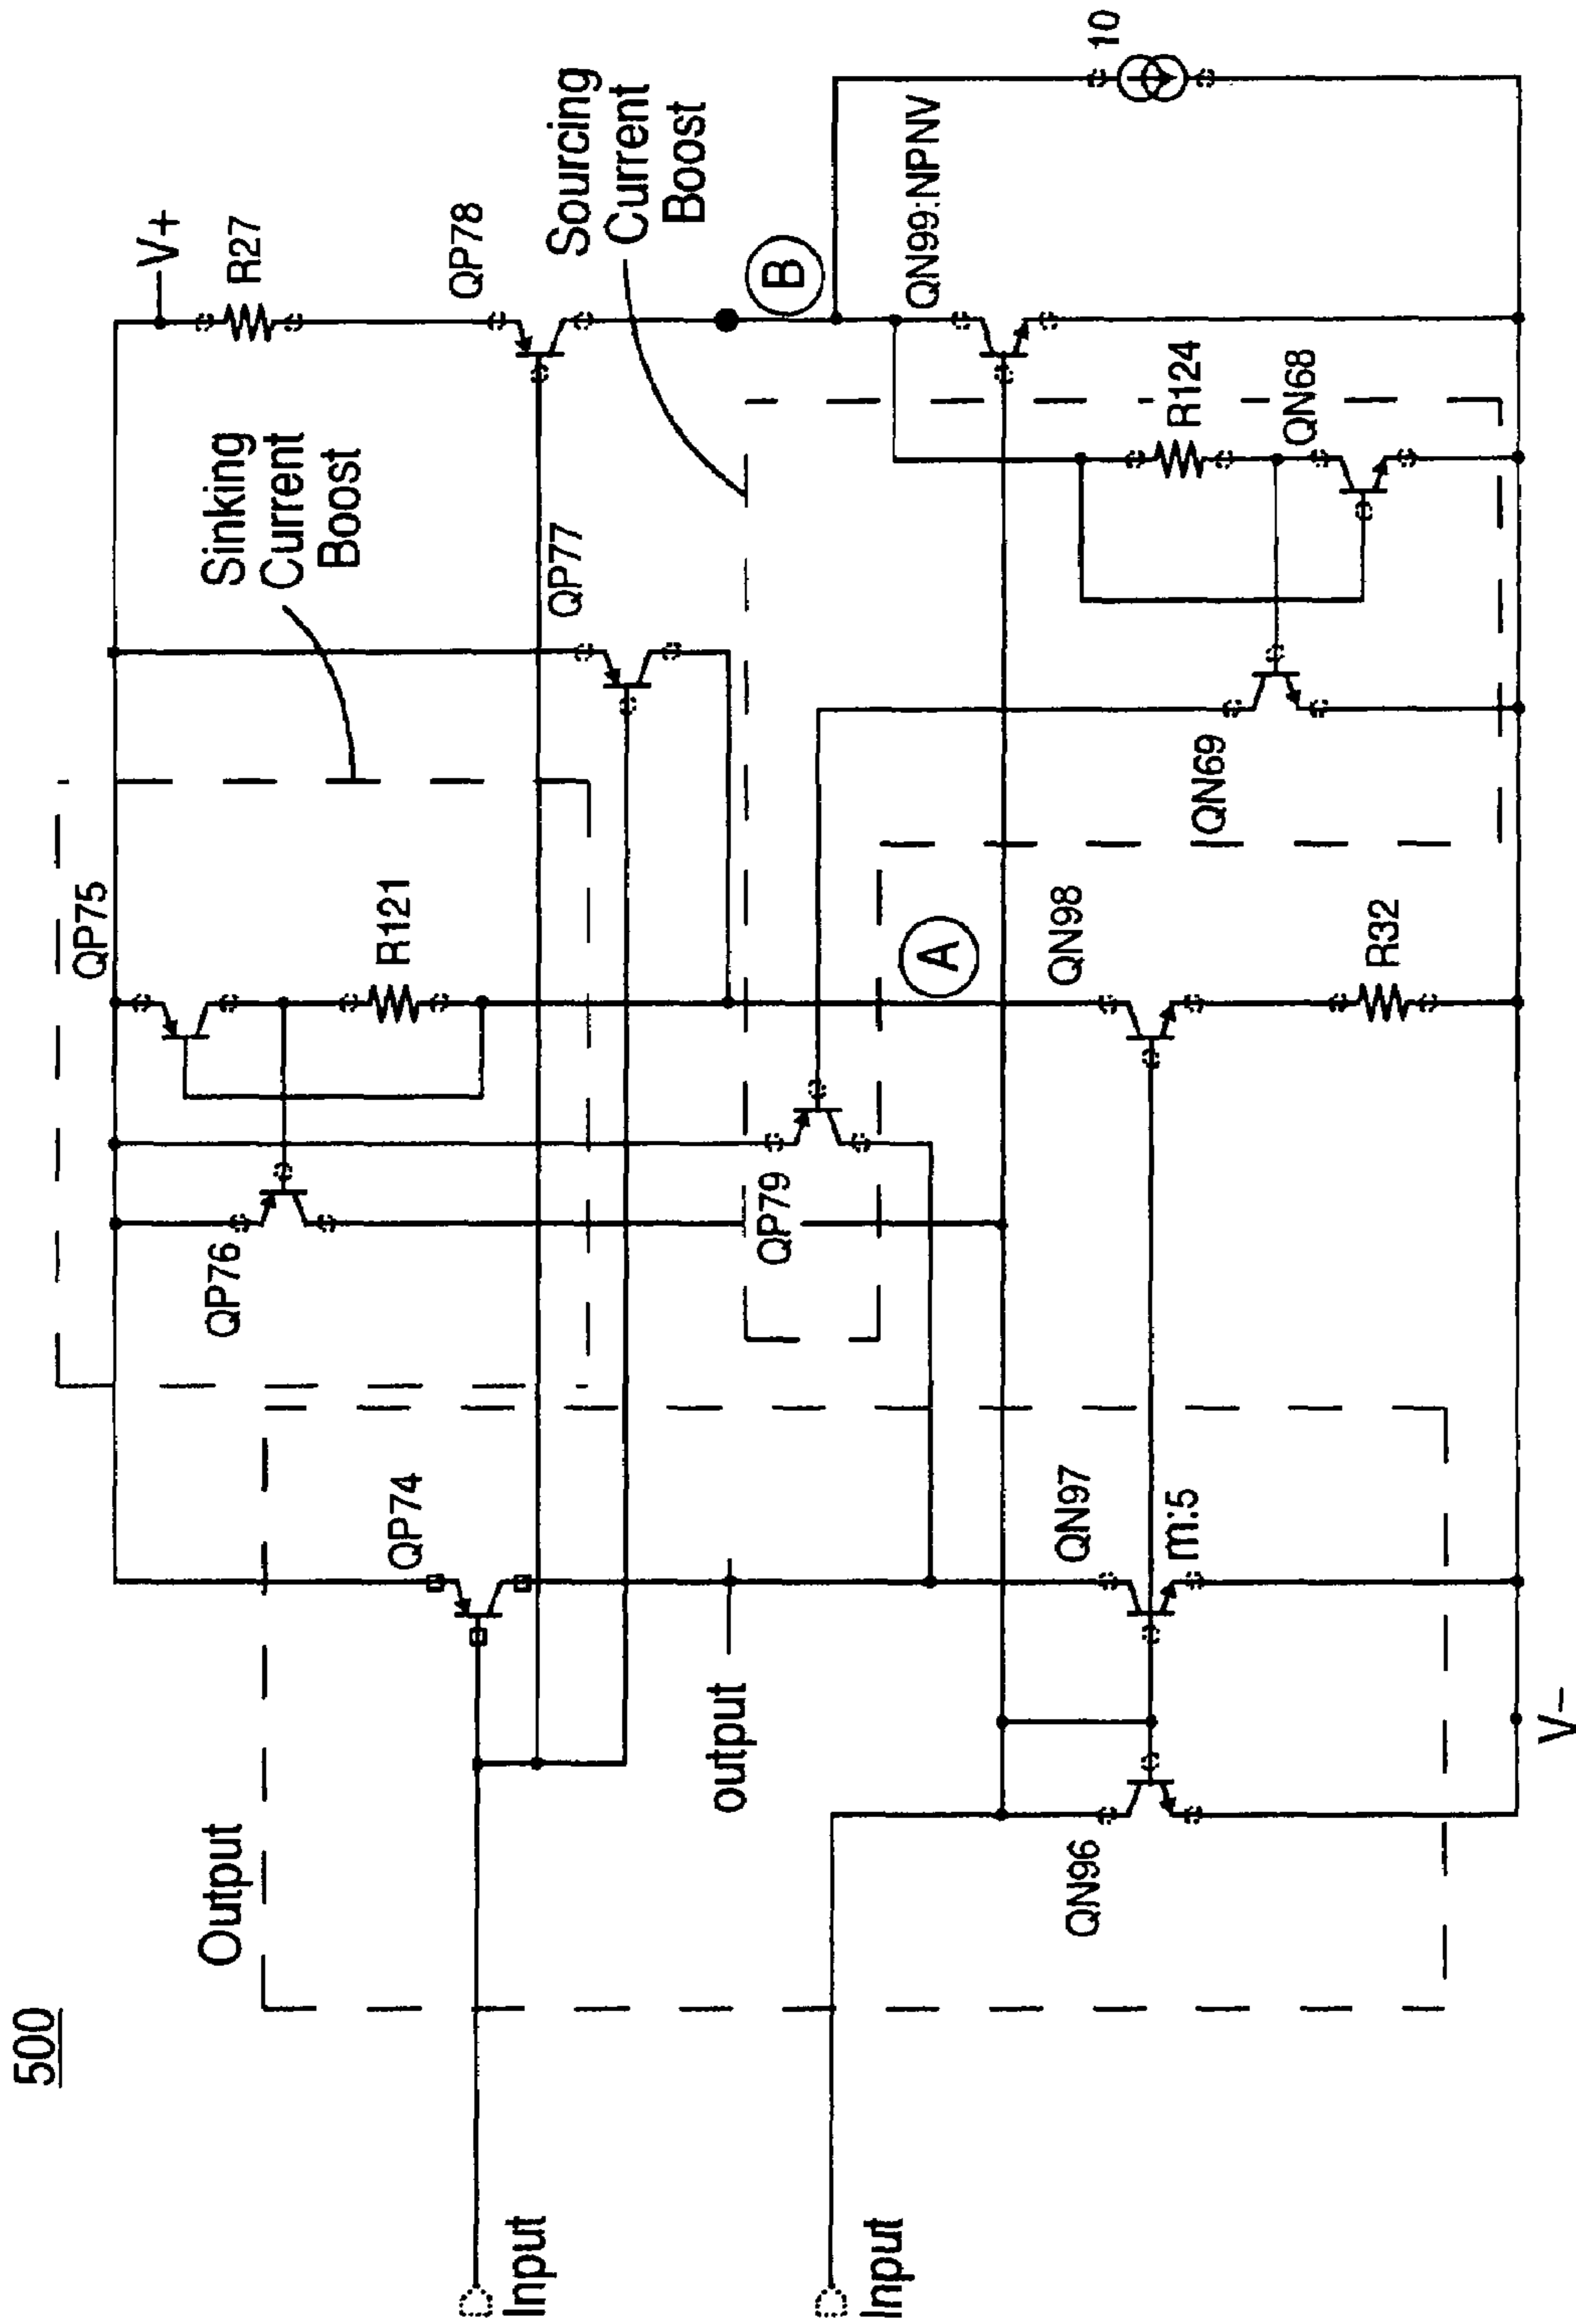 500
Output
Input
Input
output
QP74
QN96
QN97
m:5
V–
QP76
QP75
R121
QP79
A
QN98
R32
Sinking
Current
Boost
QP77
QN69
Sourcing
Current
Boost
V+
R27
QP78
B
QN99:NPNV
R124
QN68
10